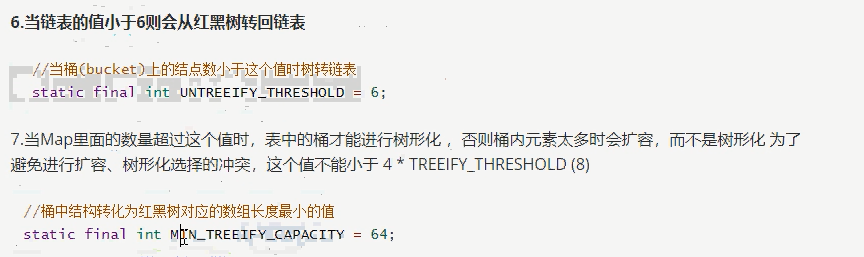 6.当链表的值小于6则会从红黑树转回链表
//当桶(bucket)上的结点数小于这个值时树转链表
static final int UNTREEIFY_THRESHOLD = 6;
7.当Map里面的数量超过这个值时，表中的桶才能进行树形化 ，否则桶内元素太多时会扩容，而不是树形化 为了
避免进行扩容、树形化选择的冲突，这个值不能小于 4 * TREEIFY_THRESHOLD (8)
//桶中结构转化为红黑树对应的数组长度最小的值
static final int MIN_TREEIFY_CAPACITY = 64;